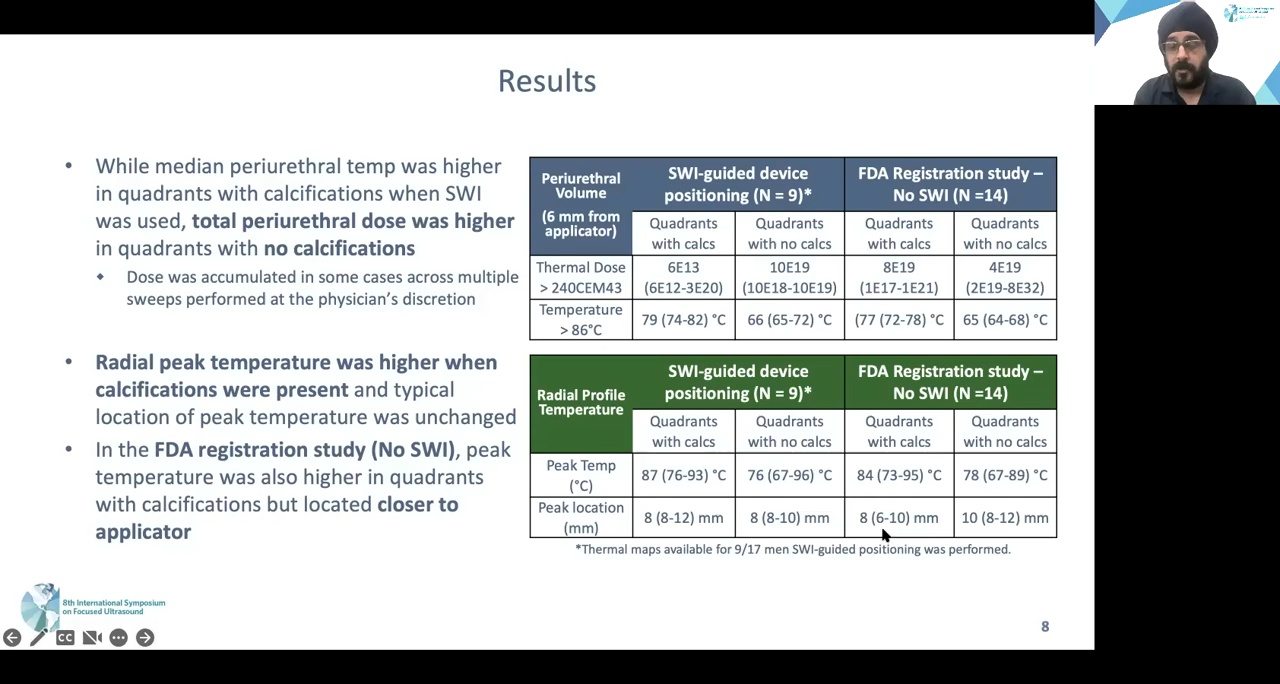 Results
• While median periurethral temp was higher
in quadrants with calcifications when SWI
was used, total periurethral dose was higher
in quadrants with no calcifications
Dose was accumulated in some cases across multiple
sweeps performed at the physician's discretion
• Radial peak temperature was higher when
calcifications were present and typical
location of peak temperature was unchanged
• In the FDA registration study (No SWI), peak
temperature was also higher in quadrants
with calcifications but located closer to
applicator
Periurethral
Volume
(6 mm from
applicator)
SWI-guided device
positioning (N = 9)*
FDA Registration study –
No SWI (N =14)
Quadrants
with calcs
Quadrants
with no calcs
Quadrants
with calcs
Quadrants
with no calcs
Thermal Dose
> 240CEM43
6E13
(6E12-3E20)
10E19
(10E18-10E19)
8E19
(1E17-1E21)
4E19
(2E19-8E32)
Temperature
> 86°C
79 (74-82) °C
66 (65-72) °C
(77 (72-78) °C
65 (64-68) °C
Radial Profile
Temperature
SWI-guided device
positioning (N = 9)*
FDA Registration study –
No SWI (N =14)
Quadrants
with calcs
Quadrants
with no calcs
Quadrants
with calcs
Quadrants
with no calcs
Peak Temp
(°C)
87 (76-93) °C
76 (67-96) °C
84 (73-95) °C
78 (67-89) °C
Peak location
(mm)
8 (8-12) mm
8 (8-10) mm
8 (6-10) mm
10 (8-12) mm
*Thermal maps available for 9/17 men SWI-guided positioning was performed.
8th International Symposium
on Focused Ultrasound
CC
8